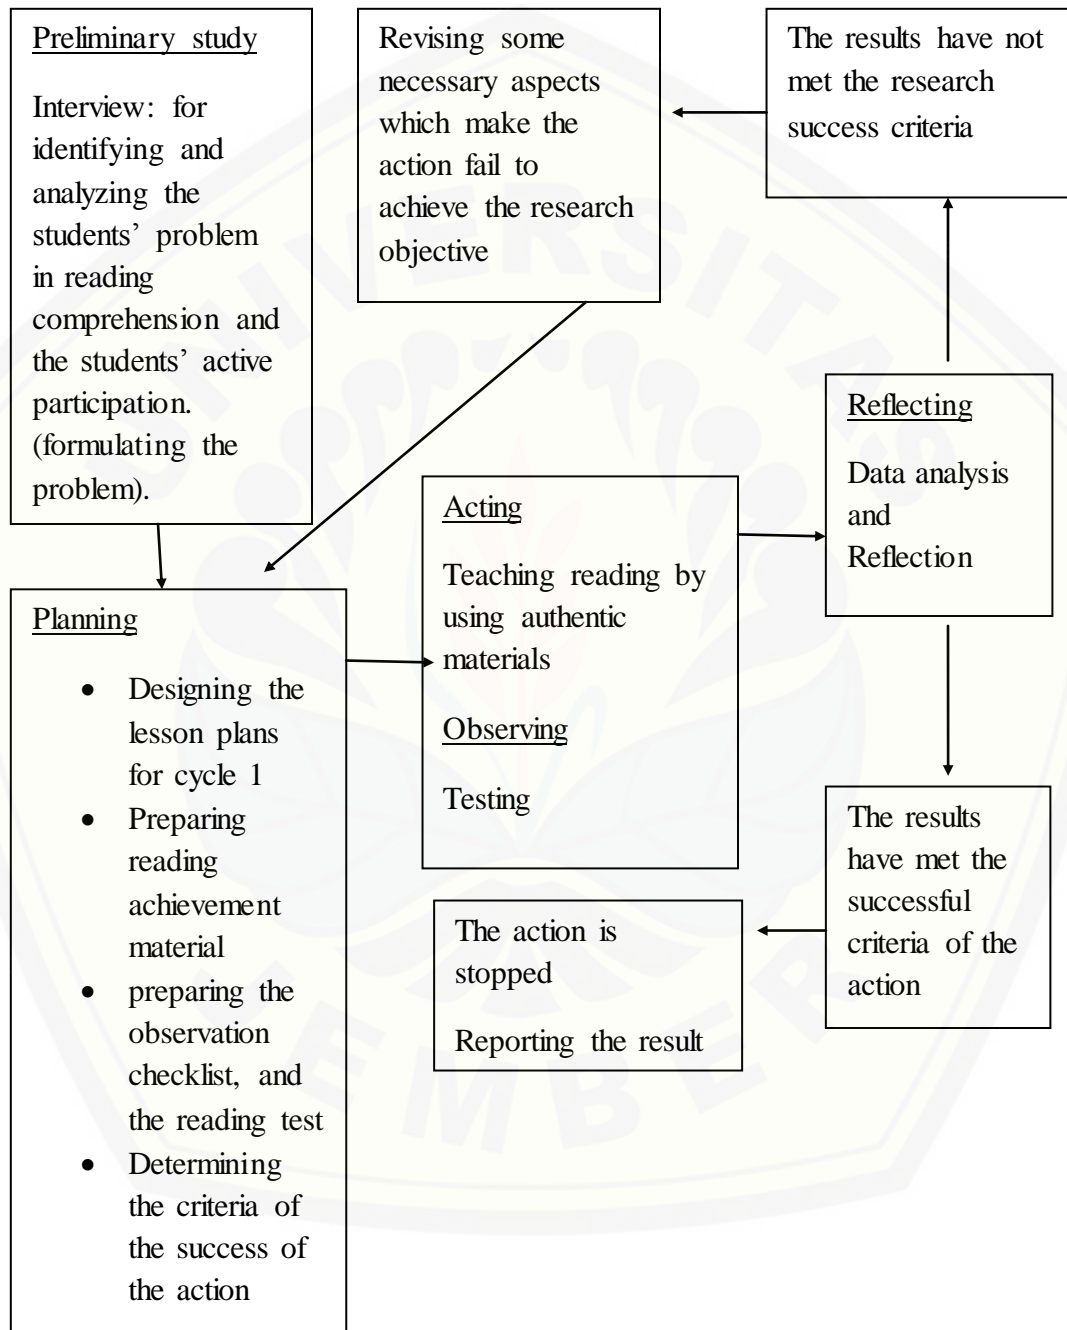 Preliminary study
Interview: for
identifying and
analyzing the
students’ problem
in reading
comprehension and
the students’ active
participation.
(formulating the
problem).
Revising some
necessary aspects
which make the
action fail to
achieve the research
objective
The results have not
met the research
success criteria
Reflecting
Data analysis
and
Reflection
Acting
Teaching reading by
using authentic
materials
Observing
Testing
Planning
• Designing the
lesson plans
for cycle 1
• Preparing
reading
achievement
material
• preparing the
observation
checklist, and
the reading test
• Determining
the criteria of
the success of
the action
The results
have met the
successful
criteria of the
action
The action is
stopped
Reporting the result
UNIVERSITAS
JEMBER